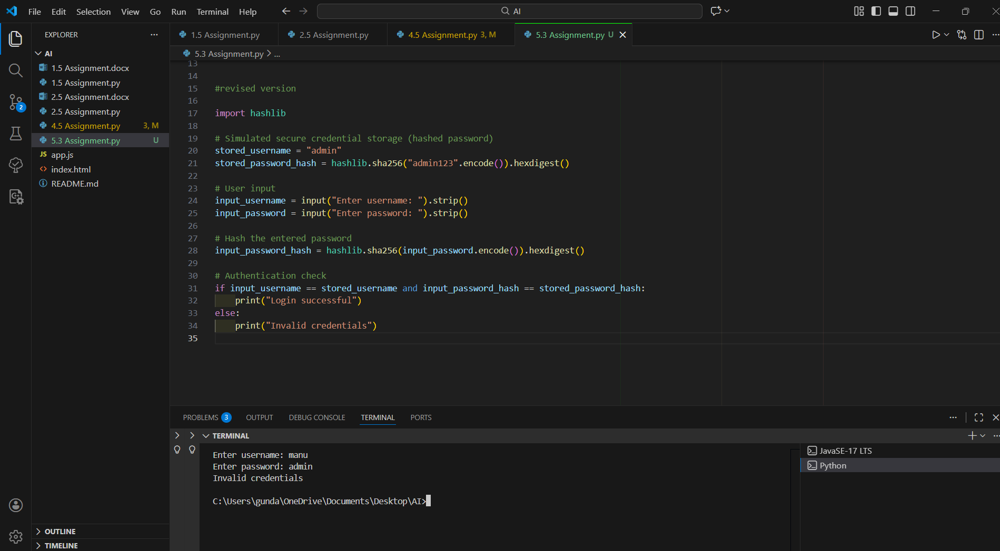 File Edit Selection View Go Run Terminal Help
AI
EXPLORER
AI
1.5 Assignment.docx
1.5 Assignment.py
2.5 Assignment.docx
2.5 Assignment.py
4.5 Assignment.py 3, M
5.3 Assignment.py U
JS app.js
<> index.html
README.md
2
OUTLINE
TIMELINE
1.5 Assignment.py 2.5 Assignment.py 4.5 Assignment.py 3, M 5.3 Assignment.py U
5.3 Assignment.py > ...
13
14
15 #revised version
16
17 import hashlib
18
19 # Simulated secure credential storage (hashed password)
20 stored_username = "admin"
21 stored_password_hash = hashlib.sha256("admin123".encode()).hexdigest()
22
23 # User input
24 input_username = input("Enter username: ").strip()
25 input_password = input("Enter password: ").strip()
26
27 # Hash the entered password
28 input_password_hash = hashlib.sha256(input_password.encode()).hexdigest()
29
30 # Authentication check
31 if input_username == stored_username and input_password_hash == stored_password_hash:
32     print("Login successful")
33 else:
34     print("Invalid credentials")
35
PROBLEMS 3 OUTPUT DEBUG CONSOLE TERMINAL PORTS
TERMINAL
Enter username: manu
Enter password: admin
Invalid credentials
C:\Users\gunda\OneDrive\Documents\Desktop\AI>
JavaSE-17 LTS
Python